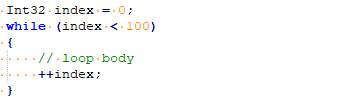 Int32 index = 0;
while (index < 100)
{
    // loop body
    ++index;
}